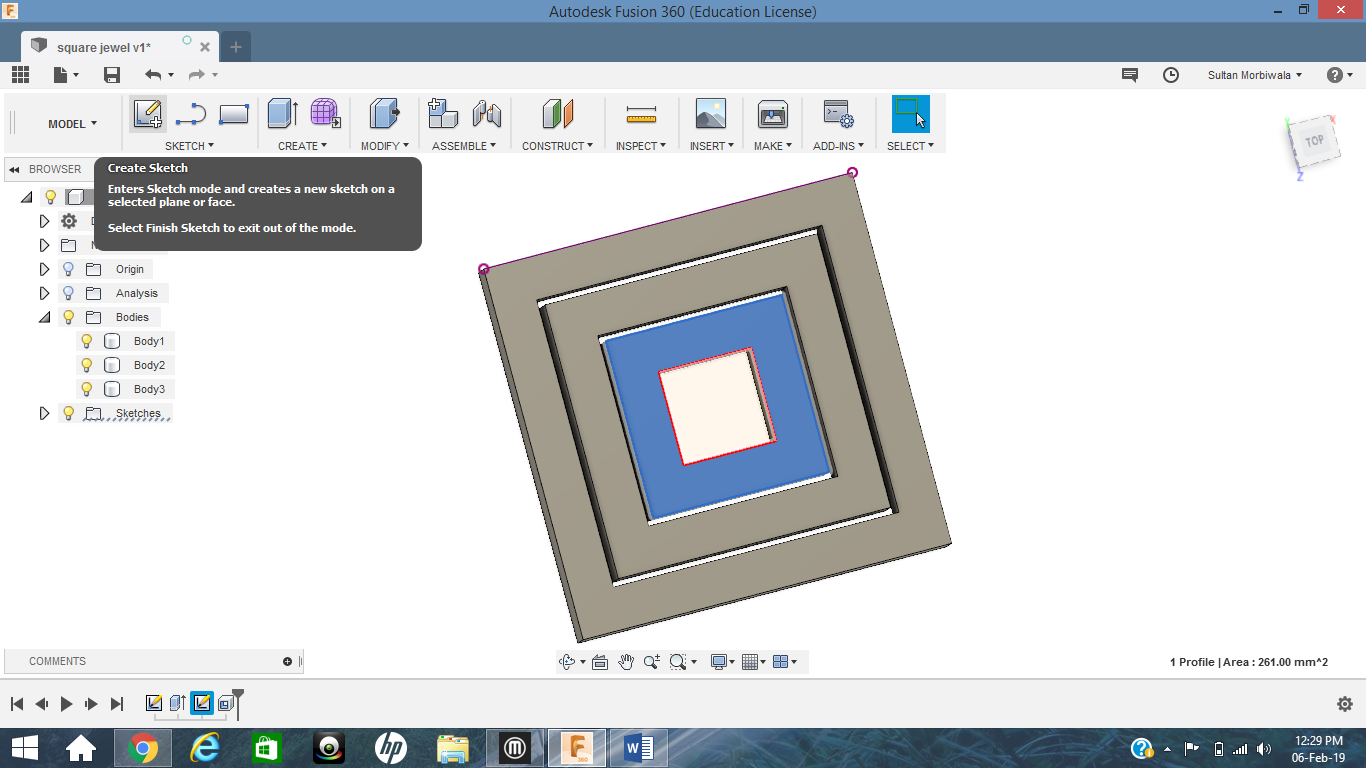 Autodesk Fusion 360 (Education License)
square jewel v1*
Sultan Morbiwala
MODEL
SKETCH
CREATE
MODIFY
ASSEMBLE
CONSTRUCT
INSPECT
INSERT
MAKE
ADD-INS
SELECT
TOP
X
Z
BROWSER
Create Sketch
Enters Sketch mode and creates a new sketch on a
selected plane or face.
Select Finish Sketch to exit out of the mode.
Origin
Analysis
Bodies
Body1
Body2
Body3
Sketches
COMMENTS
1 Profile | Area : 261.00 mm^2
12:29 PM
06-Feb-19